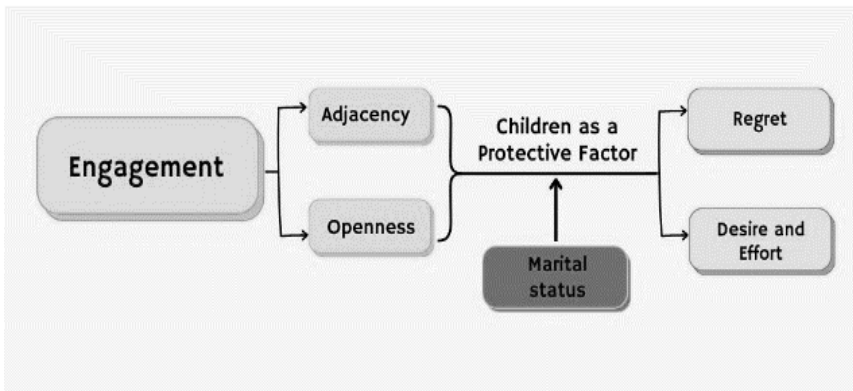 Engagement
Adjacency
Openness
Children as a
Protective Factor
Marital
status
Regret
Desire and
Effort